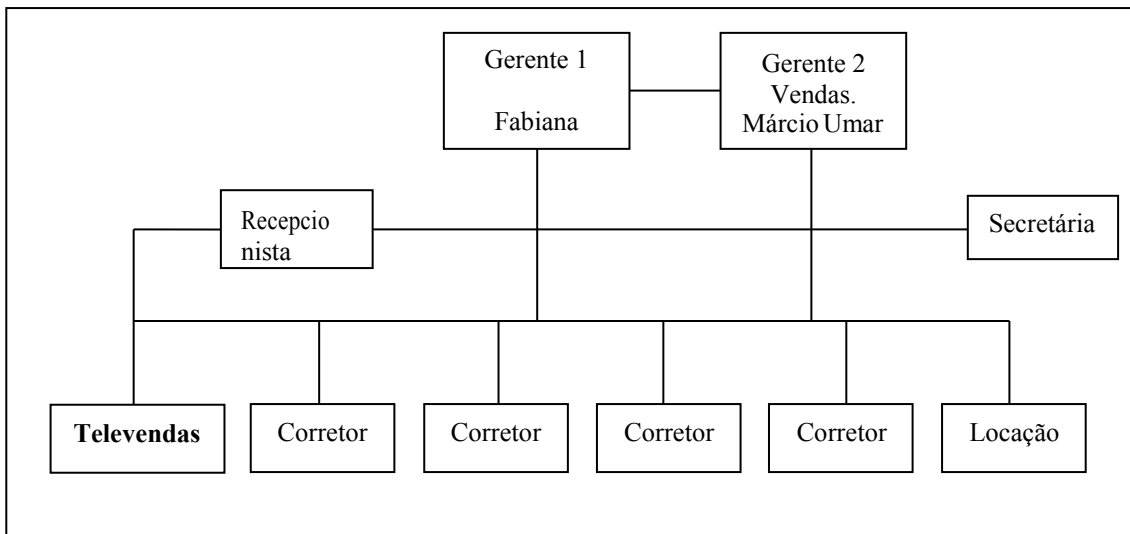 Gerente 1
Fabiana
Gerente 2
Vendas.
Márcio Umar
Recepcio
nista
Secretária
Televendas
Corretor
Corretor
Corretor
Corretor
Locação